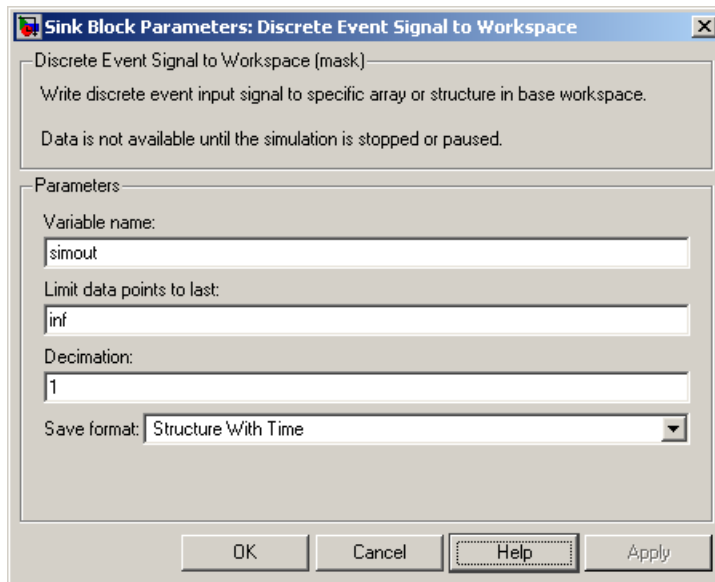 Sink Block Parameters: Discrete Event Signal to Workspace
Discrete Event Signal to Workspace (mask)
Write discrete event input signal to specific array or structure in base workspace.
Data is not available until the simulation is stopped or paused.
Parameters
Variable name:
simout
Limit data points to last:
inf
Decimation:
1
Save format: Structure With Time
OK Cancel Help Apply